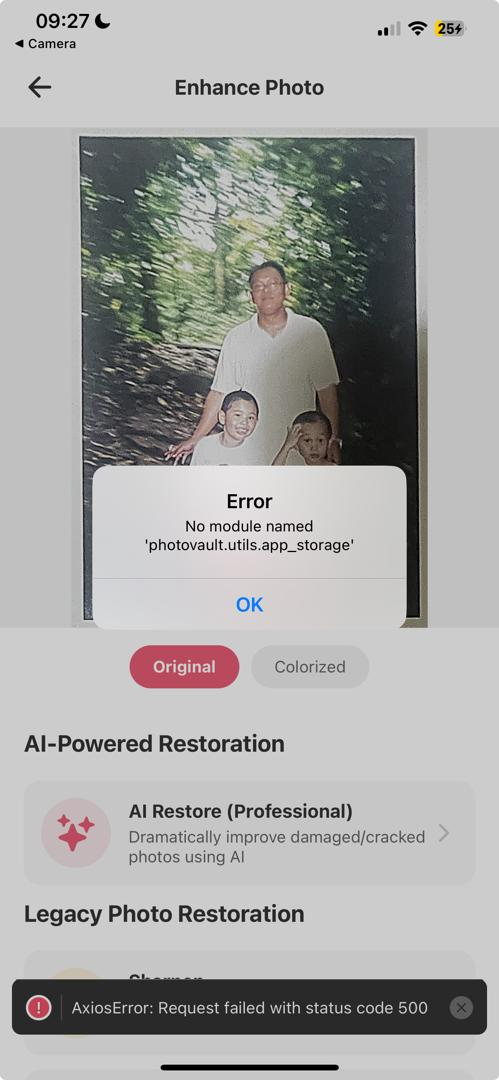 09:27
25
◀ Camera
Enhance Photo
Error
No module named
'photovault.utils.app_storage'
OK
Original
Colorized
AI-Powered Restoration
AI Restore (Professional)
Dramatically improve damaged/cracked
photos using AI
Legacy Photo Restoration
Sharpen
AxiosError: Request failed with status code 500